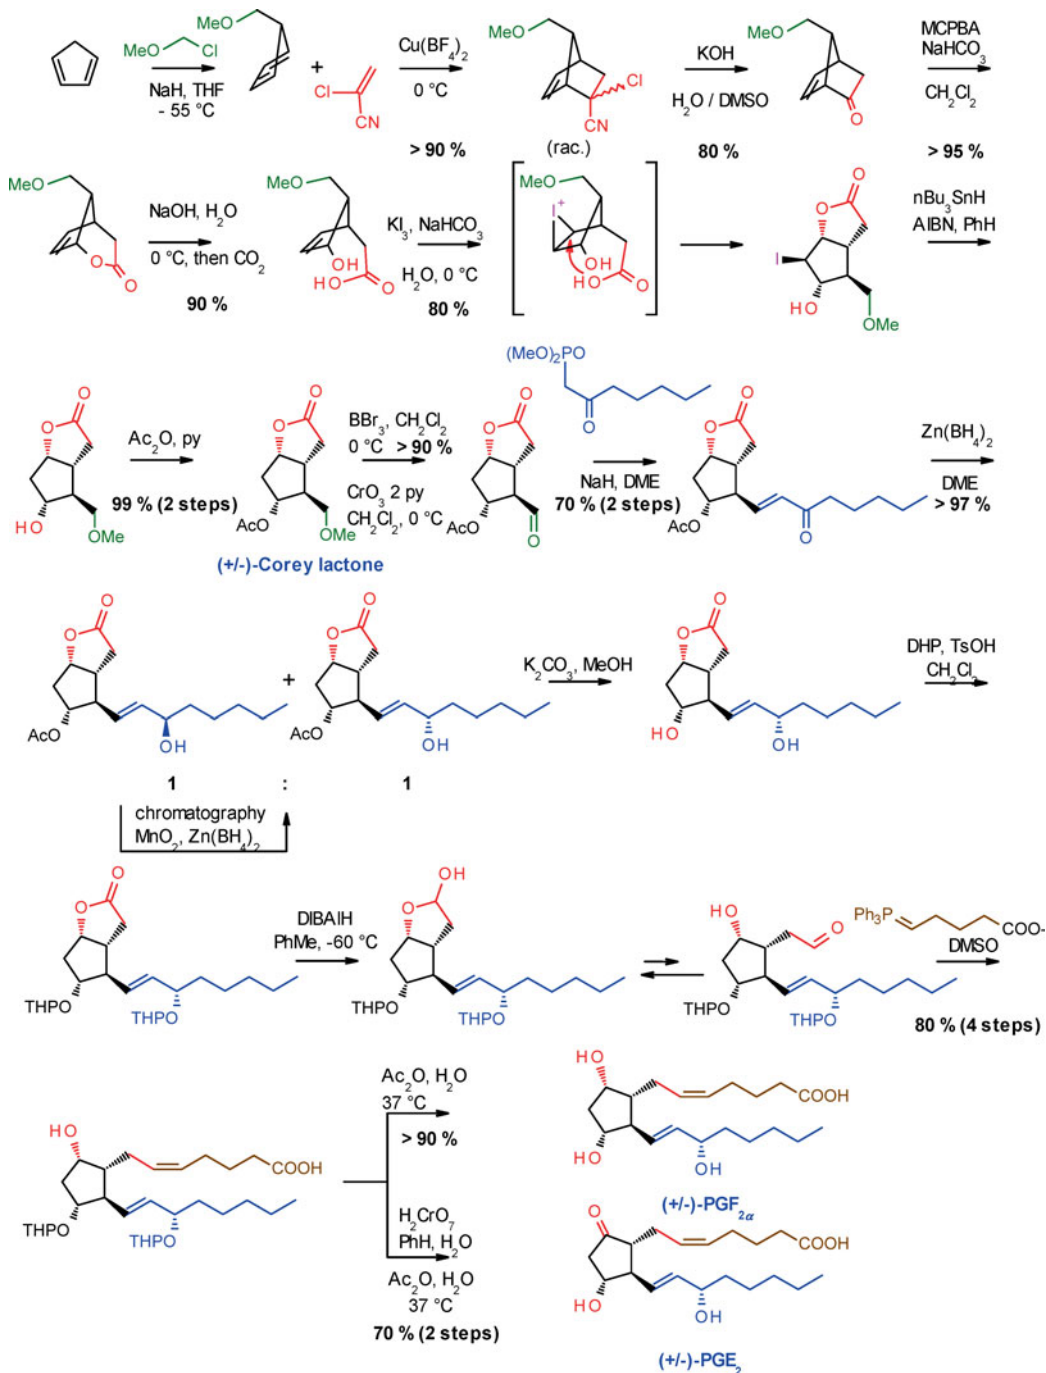 MeO
Cl
NaH, THF
- 55 °C
MeO
+
Cl
CN
Cu(BF4)2
0 °C
> 90 %
MeO
Cl
CN
(rac.)
KOH
H2O / DMSO
80 %
MeO
O
MCPBA
NaHCO3
CH2Cl2
> 95 %
MeO
O
O
NaOH, H2O
0 °C, then CO2
90 %
MeO
OH
HO
O
KI3, NaHCO3
H2O, 0 °C
80 %
MeO
I+
OH
HO
O
O
O
I
HO
OMe
nBu3SnH
AIBN, PhH
O
O
HO
OMe
Ac2O, py
99 % (2 steps)
O
O
AcO
OMe
(+/-)-Corey lactone
BBr3, CH2Cl2
0 °C > 90 %
CrO3 2 py
CH2Cl2, 0 °C
O
O
AcO
O
(MeO)2PO
O
NaH, DME
70 % (2 steps)
O
O
AcO
O
Zn(BH4)2
DME
> 97 %
O
O
AcO
OH
1
+
:
O
O
AcO
OH
1
chromatography
MnO2, Zn(BH4)2
K2CO3, MeOH
O
O
HO
OH
DHP, TsOH
CH2Cl2
O
O
THPO
THPO
DIBAlH
PhMe, -60 °C
OH
O
THPO
THPO
HO
O
THPO
THPO
Ph3P
COO-
DMSO
80 % (4 steps)
HO
COOH
THPO
THPO
Ac2O, H2O
37 °C
> 90 %
H2CrO7
PhH, H2O
Ac2O, H2O
37 °C
70 % (2 steps)
HO
COOH
HO
OH
(+/-)-PGF2α
O
COOH
HO
OH
(+/-)-PGE2